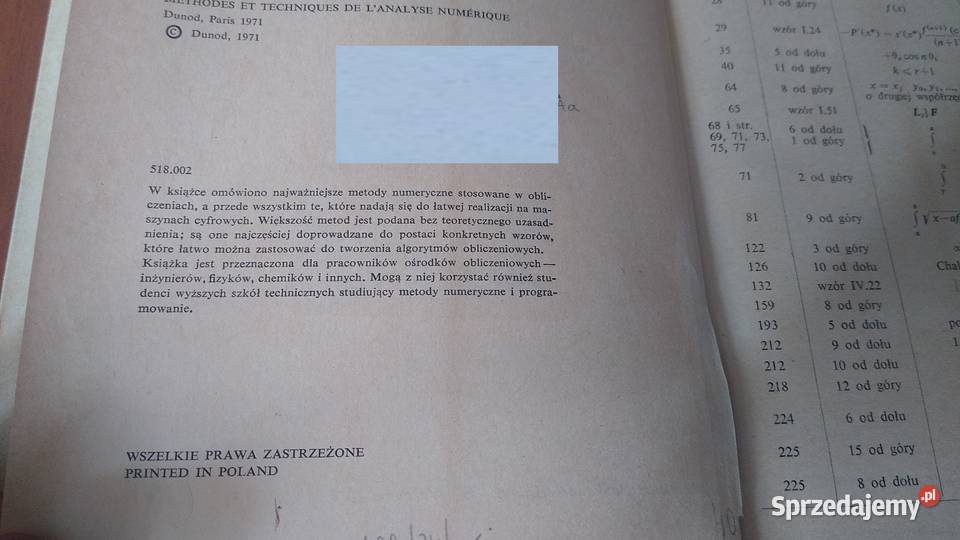 METHODES ET TECHNIQUES DE L'ANALYSE NUMÉRIQUE
Dunod, Paris 1971
© Dunod, 1971
4a
518.002
W książce omówiono najważniejsze metody numeryczne stosowane w obli-
czeniach, a przede wszystkim te, które nadają się do łatwej realizacji na ma-
szynach cyfrowych. Większość metod jest podana bez teoretycznego uzasad-
nienia; są one najczęściej doprowadzane do postaci konkretnych wzorów,
które łatwo można zastosować do tworzenia algorytmów obliczeniowych.
Książka jest przeznaczona dla pracowników ośrodków obliczeniowych —
inżynierów, fizyków, chemików i innych. Mogą z niej korzystać również stu-
denci wyższych szkół technicznych studiujący metody numeryczne i progra-
mowanie.
WSZELKIE PRAWA ZASTRZEŻONE
PRINTED IN POLAND
28 11 od góry f(x)
29 wzór I.24
35 5 od dołu
40 11 od góry k<r+1
64 8 od góry
o drugiej współrzęd
65 wzór I.51
68 i str. 6 od dołu
69, 71, 73, 1 od góry
75, 77
71 2 od góry
81 9 od góry
122 3 od góry
126 10 od dołu
132 wzór IV.22
159 8 od góry
193 5 od dołu
212 9 od dołu
212 10 od dołu
218 12 od góry
224 6 od dołu
225 15 od góry
225 8 od dołu
Sprzedajemy.pl